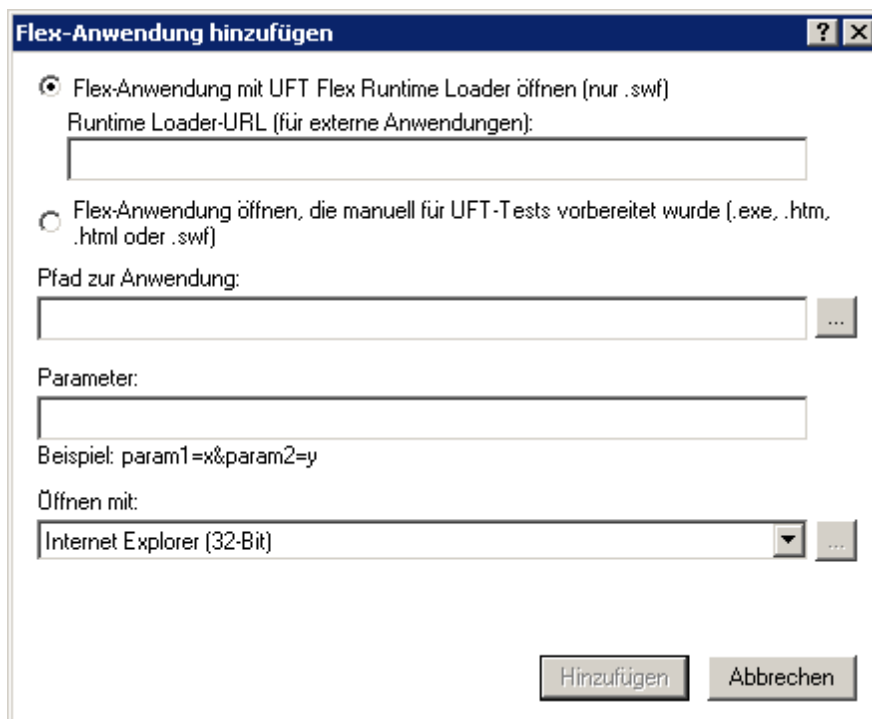 Flex-Anwendung hinzufügen
Flex-Anwendung mit UFT Flex Runtime Loader öffnen (nur .swf)
Runtime Loader-URL (für externe Anwendungen):
Flex-Anwendung öffnen, die manuell für UFT-Tests vorbereitet wurde (.exe, .htm,
.html oder .swf)
Pfad zur Anwendung:
...
Parameter:
Beispiel: param1=x&param2=y
Öffnen mit:
Internet Explorer (32-Bit)
...
Hinzufügen
Abbrechen